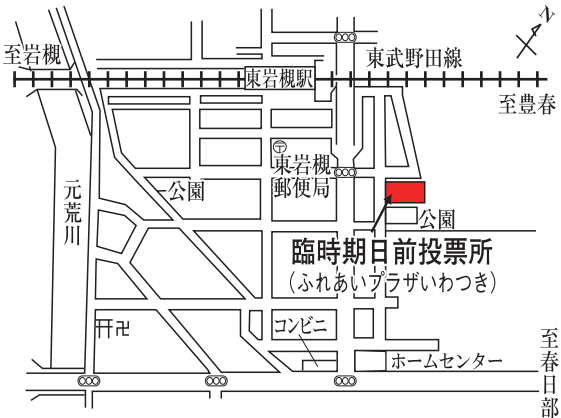 N
至岩槻
東武野田線
東岩槻駅
至豊春
東岩槻
郵便局
公園
元荒川
公園
臨時期日前投票所
（ふれあいプラザいわつき）
コンビニ
ホームセンター
至春日部